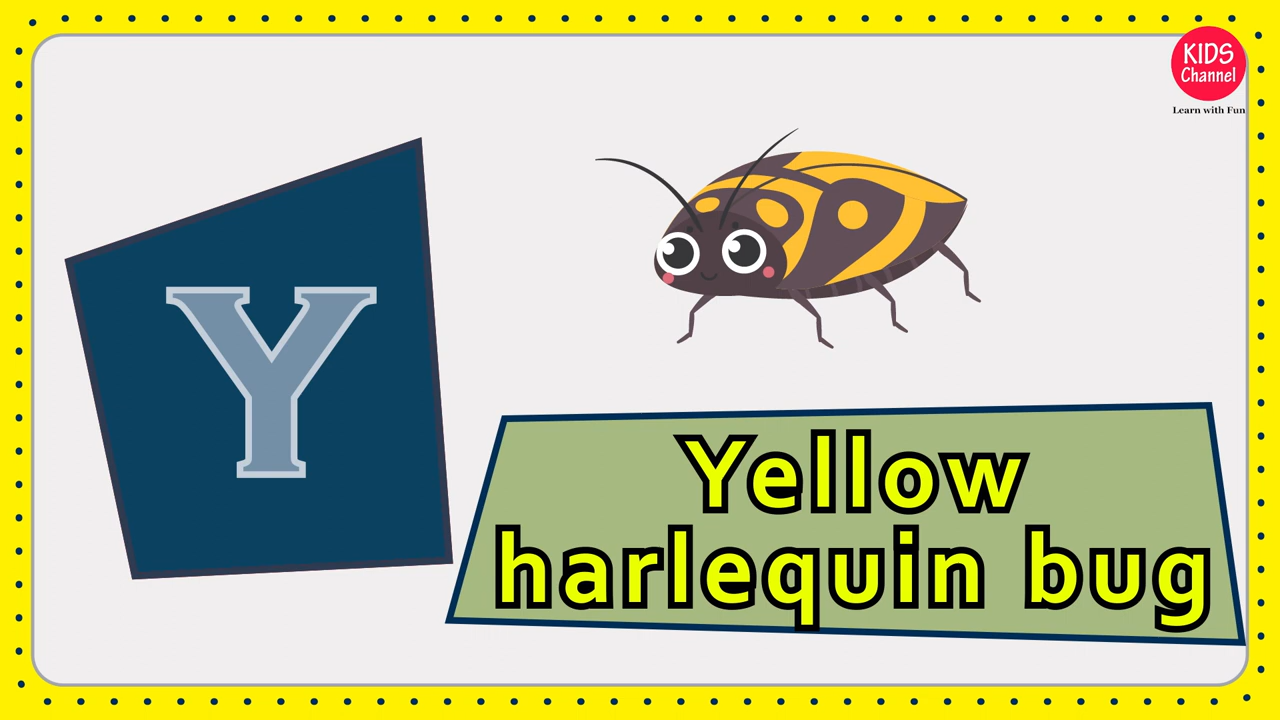 KIDS
Channel
Learn with Fun
Y
Yellow
harlequin bug